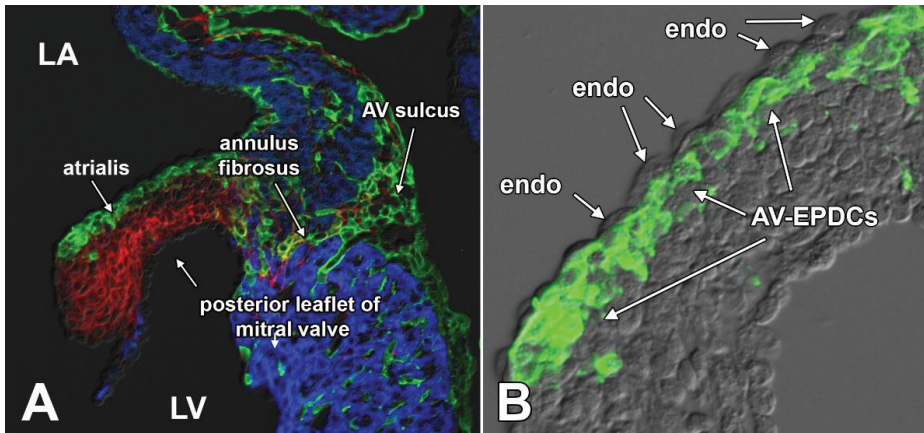 LA
AV sulcus
annulus
fibrosus
atrialis
posterior leaflet of
mitral valve
A
LV
endo
endo
endo
AV-EPDCs
B